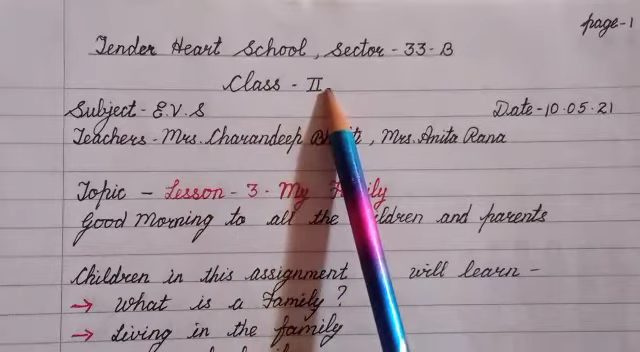 page-1
Tender Heart School, Sector - 33-B
Class - II.
Subject - E.V.S
Date-10.05.21
Teachers - Mrs. Charandeep , Mrs. Anita Rana
Topic - Lesson - 3 - My Family
Good Morning to all the children and parents
Children in this assignment will learn -
→ What is a Family?
→ Living in the family